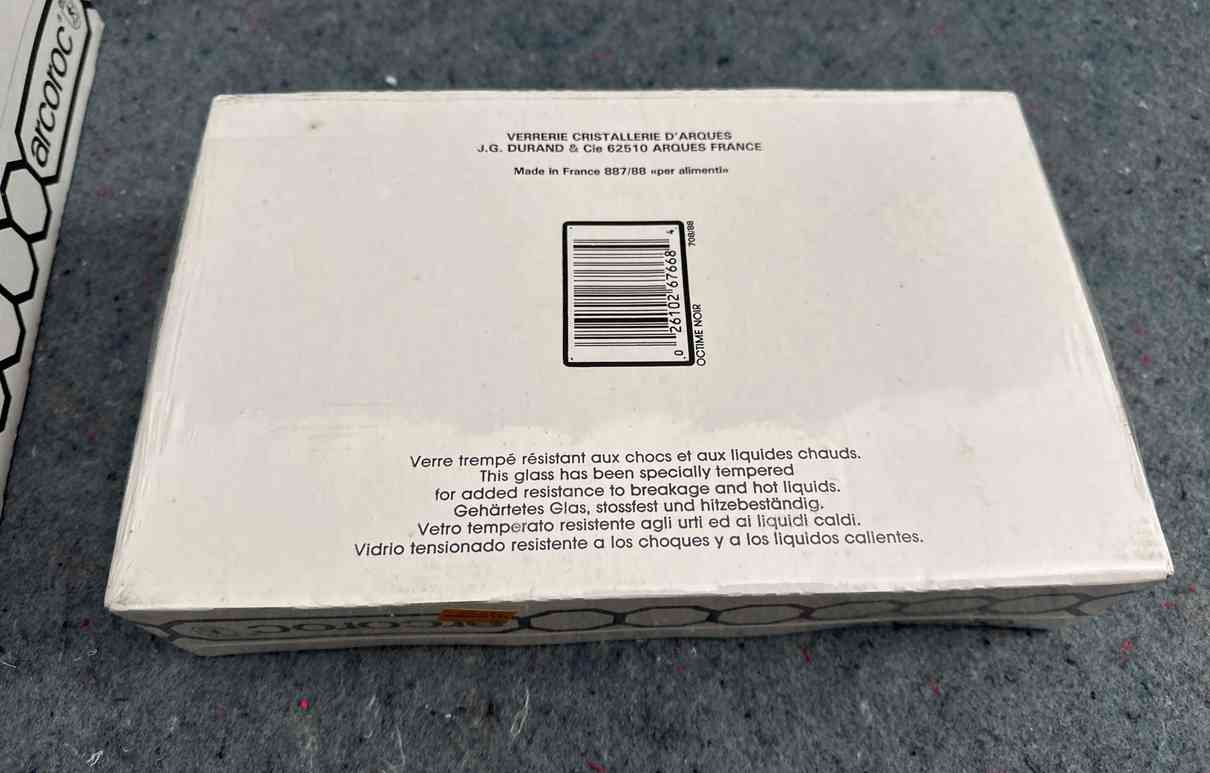 arcoroc
VERRERIE CRISTALLERIE D'ARQUES
J.G. DURAND & Cie 62510 ARQUES FRANCE
Made in France 887/88 «per alimenti»
0 26102 67668 4
708/88
OCTIME NOIR
Verre trempé résistant aux chocs et aux liquides chauds.
This glass has been specially tempered
for added resistance to breakage and hot liquids.
Gehärtetes Glas, stossfest und hitzebeständig.
Vetro temperato resistente agli urti ed ai liquidi caldi.
Vidrio tensionado resistente a los choques y a los liquidos calientes.
arcoroc